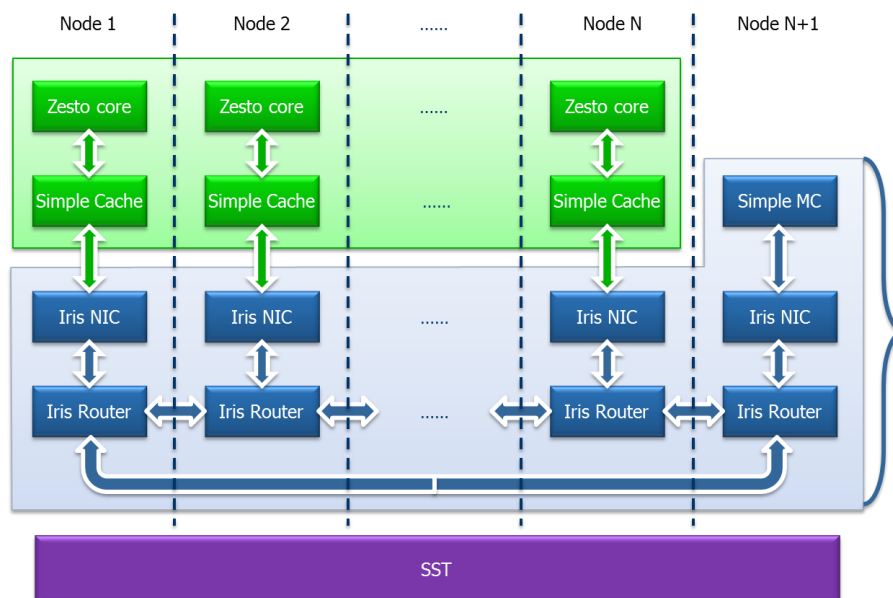 Node 1 Node 2 ...... Node N Node N+1
Zesto core Zesto core ...... Zesto core
Simple Cache Simple Cache ...... Simple Cache Simple MC
Iris NIC Iris NIC ...... Iris NIC Iris NIC
Iris Router Iris Router ...... Iris Router Iris Router
SST